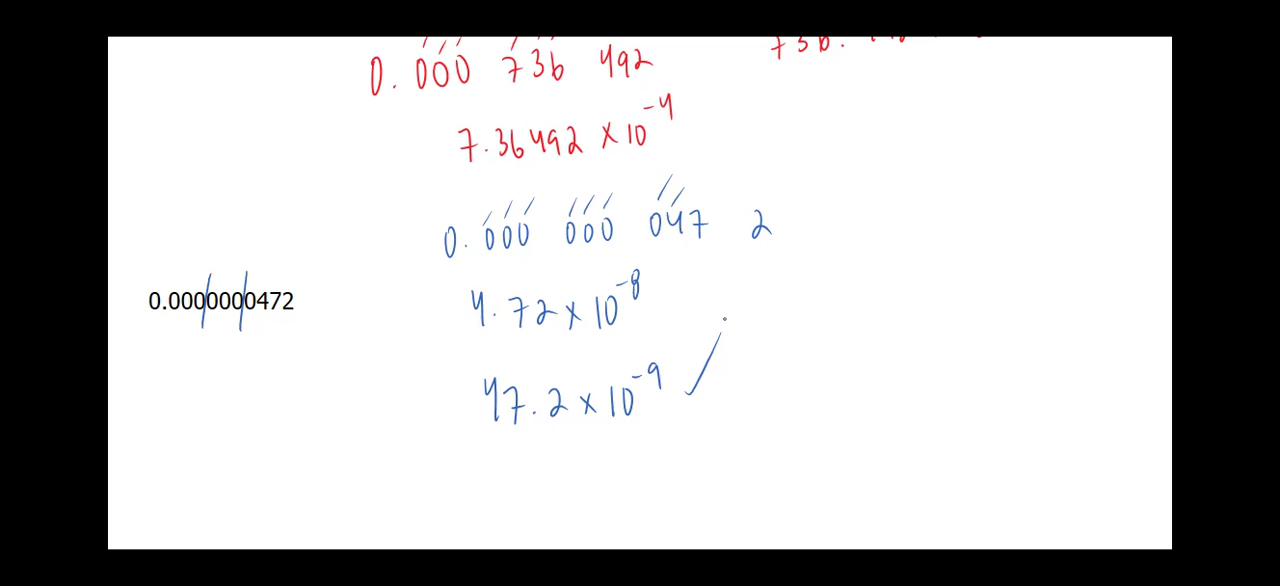 0. 000 736 492
7.36492 × 10⁻⁴
0. 000 000 047 2
0.0000000472
4.72 × 10⁻⁸
47.2 × 10⁻⁹